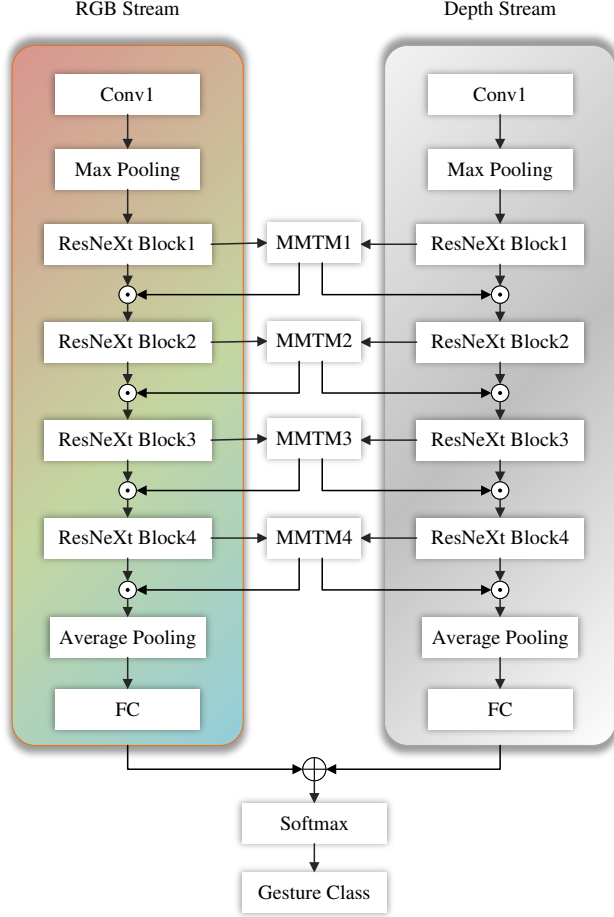 RGB Stream
Depth Stream
Conv1
Conv1
Max Pooling
Max Pooling
ResNeXt Block1
MMTM1
ResNeXt Block1
ResNeXt Block2
MMTM2
ResNeXt Block2
ResNeXt Block3
MMTM3
ResNeXt Block3
ResNeXt Block4
MMTM4
ResNeXt Block4
Average Pooling
Average Pooling
FC
FC
Softmax
Gesture Class